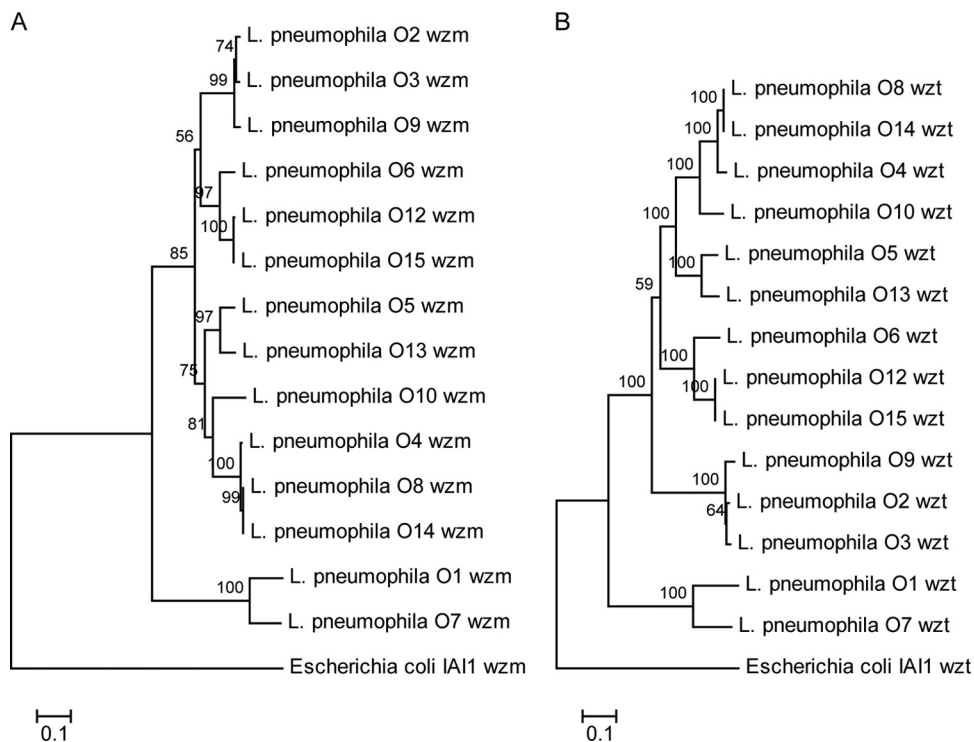 A
74
L. pneumophila O2 wzm
99
L. pneumophila O3 wzm
L. pneumophila O9 wzm
56
L. pneumophila O6 wzm
97
L. pneumophila O12 wzm
100
L. pneumophila O15 wzm
85
L. pneumophila O5 wzm
97
L. pneumophila O13 wzm
75
L. pneumophila O10 wzm
81
L. pneumophila O4 wzm
100
L. pneumophila O8 wzm
99
L. pneumophila O14 wzm
L. pneumophila O1 wzm
100
L. pneumophila O7 wzm
Escherichia coli IAI1 wzm
0.1
B
L. pneumophila O8 wzt
100
L. pneumophila O14 wzt
100
L. pneumophila O4 wzt
100
L. pneumophila O10 wzt
100
L. pneumophila O5 wzt
100
L. pneumophila O13 wzt
59
L. pneumophila O6 wzt
100
L. pneumophila O12 wzt
100
L. pneumophila O15 wzt
100
L. pneumophila O9 wzt
100
L. pneumophila O2 wzt
64
L. pneumophila O3 wzt
L. pneumophila O1 wzt
100
L. pneumophila O7 wzt
Escherichia coli IAI1 wzt
0.1